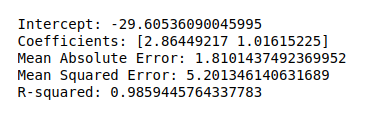 Intercept: -29.60536090045995
Coefficients: [2.86449217 1.01615225]
Mean Absolute Error: 1.8101437492369952
Mean Squared Error: 5.201346140631689
R-squared: 0.9859445764337783